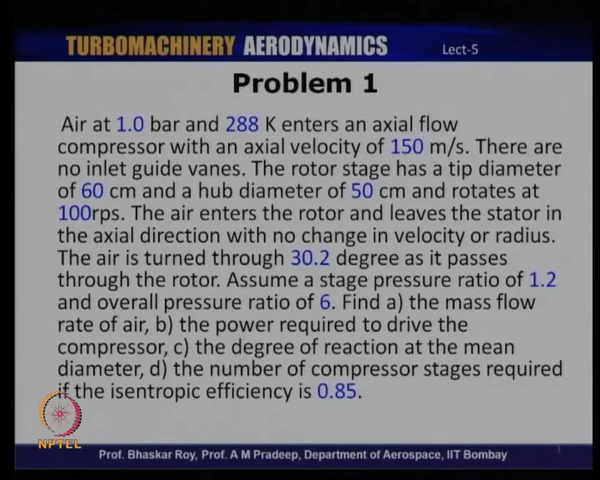 TURBOMACHINERY AERODYNAMICS Lect-5
Problem 1
Air at 1.0 bar and 288 K enters an axial flow
compressor with an axial velocity of 150 m/s. There are
no inlet guide vanes. The rotor stage has a tip diameter
of 60 cm and a hub diameter of 50 cm and rotates at
100rps. The air enters the rotor and leaves the stator in
the axial direction with no change in velocity or radius.
The air is turned through 30.2 degree as it passes
through the rotor. Assume a stage pressure ratio of 1.2
and overall pressure ratio of 6. Find a) the mass flow
rate of air, b) the power required to drive the
compressor, c) the degree of reaction at the mean
diameter, d) the number of compressor stages required
if the isentropic efficiency is 0.85.
NPTEL
Prof. Bhaskar Roy, Prof. A M Pradeep, Department of Aerospace, IIT Bombay
3